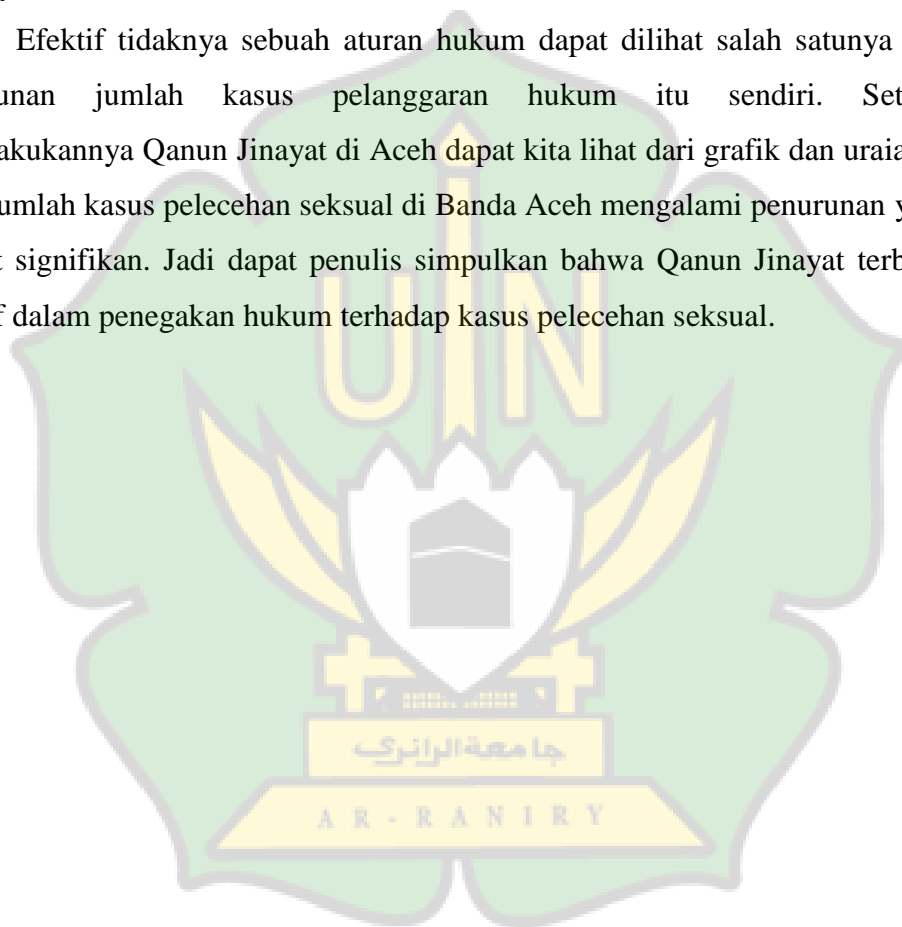 Efektif tidaknya sebuah aturan hukum dapat dilihat salah satunya
unan jumlah kasus pelanggaran hukum itu sendiri. Set
akukannya Qanun Jinayat di Aceh dapat kita lihat dari grafik dan uraia
umlah kasus pelecehan seksual di Banda Aceh mengalami penurunan y
t signifikan. Jadi dapat penulis simpulkan bahwa Qanun Jinayat terb
f dalam penegakan hukum terhadap kasus pelecehan seksual.
UIN
جامعة الرانري
AR-RANIRY